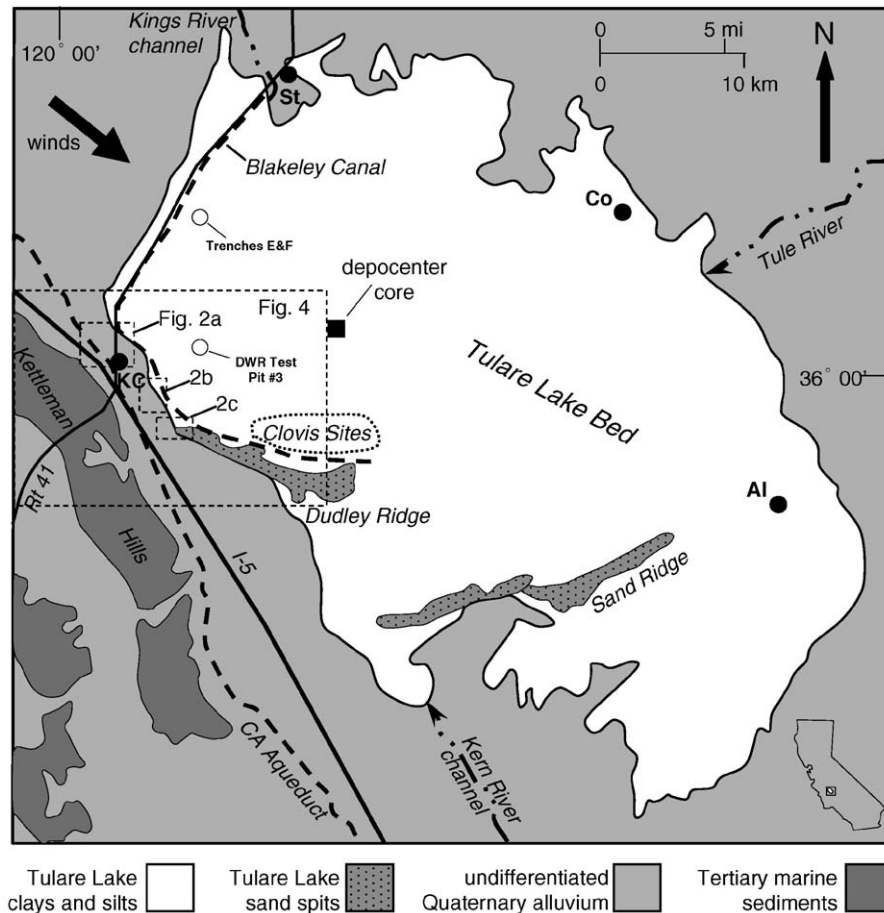 Kings River
channel
120° 00'
0 5 mi
0 10 km
N
St
winds
Blakeley Canal
Co
Trenches E&F
Tule River
depocenter
core
Fig. 2a
Fig. 4
DWR Test
Pit #3
KC
2b
2c
36° 00'
Kettleman
Hills
Tulare Lake Bed
Clovis Sites
Rt 41
Al
Dudley Ridge
I-5
Sand Ridge
CA Aqueduct
Kern River
channel
Tulare Lake
clays and silts
Tulare Lake
sand spits
undifferentiated
Quaternary alluvium
Tertiary marine
sediments